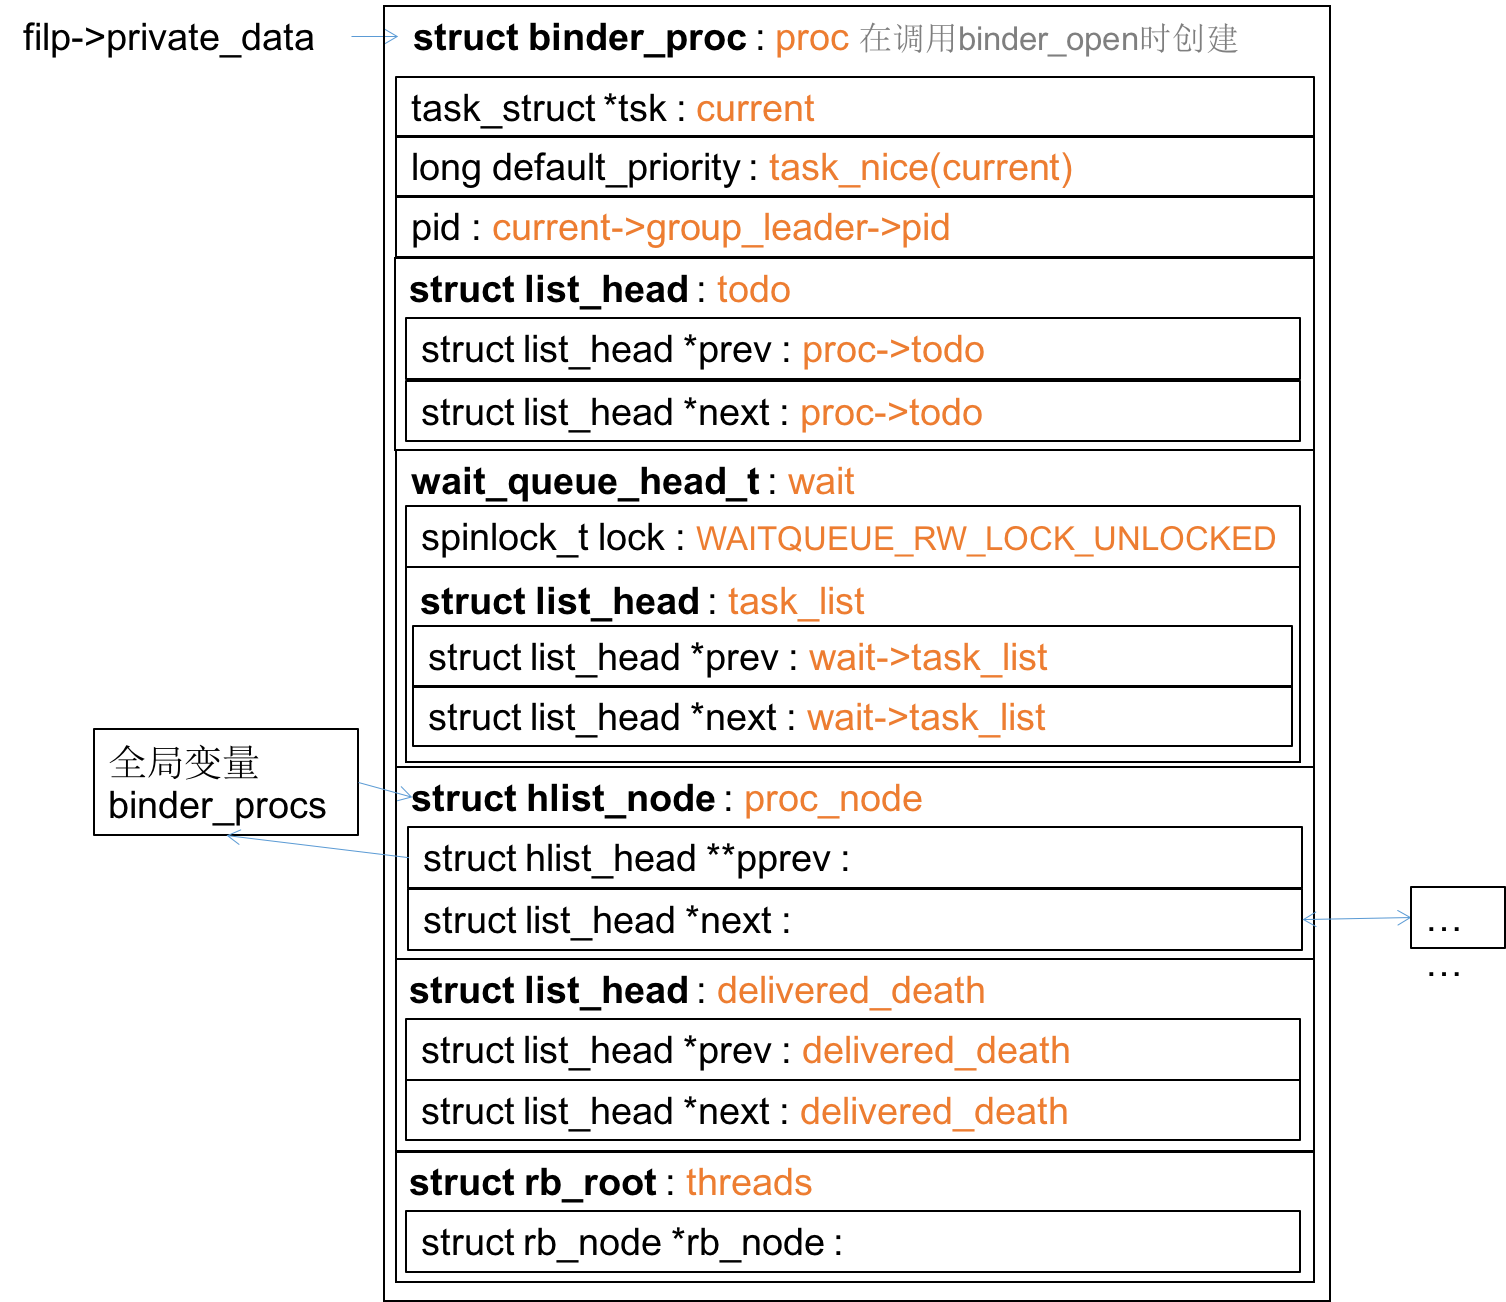 filp->private_data
struct binder_proc : proc 在调用binder_open时创建
task_struct *tsk : current
long default_priority : task_nice(current)
pid : current->group_leader->pid
struct list_head : todo
struct list_head *prev : proc->todo
struct list_head *next : proc->todo
wait_queue_head_t : wait
spinlock_t lock : WAITQUEUE_RW_LOCK_UNLOCKED
struct list_head : task_list
struct list_head *prev : wait->task_list
struct list_head *next : wait->task_list
全局变量
binder_procs
struct hlist_node : proc_node
struct hlist_head **pprev :
struct list_head *next :
…
…
struct list_head : delivered_death
struct list_head *prev : delivered_death
struct list_head *next : delivered_death
struct rb_root : threads
struct rb_node *rb_node :